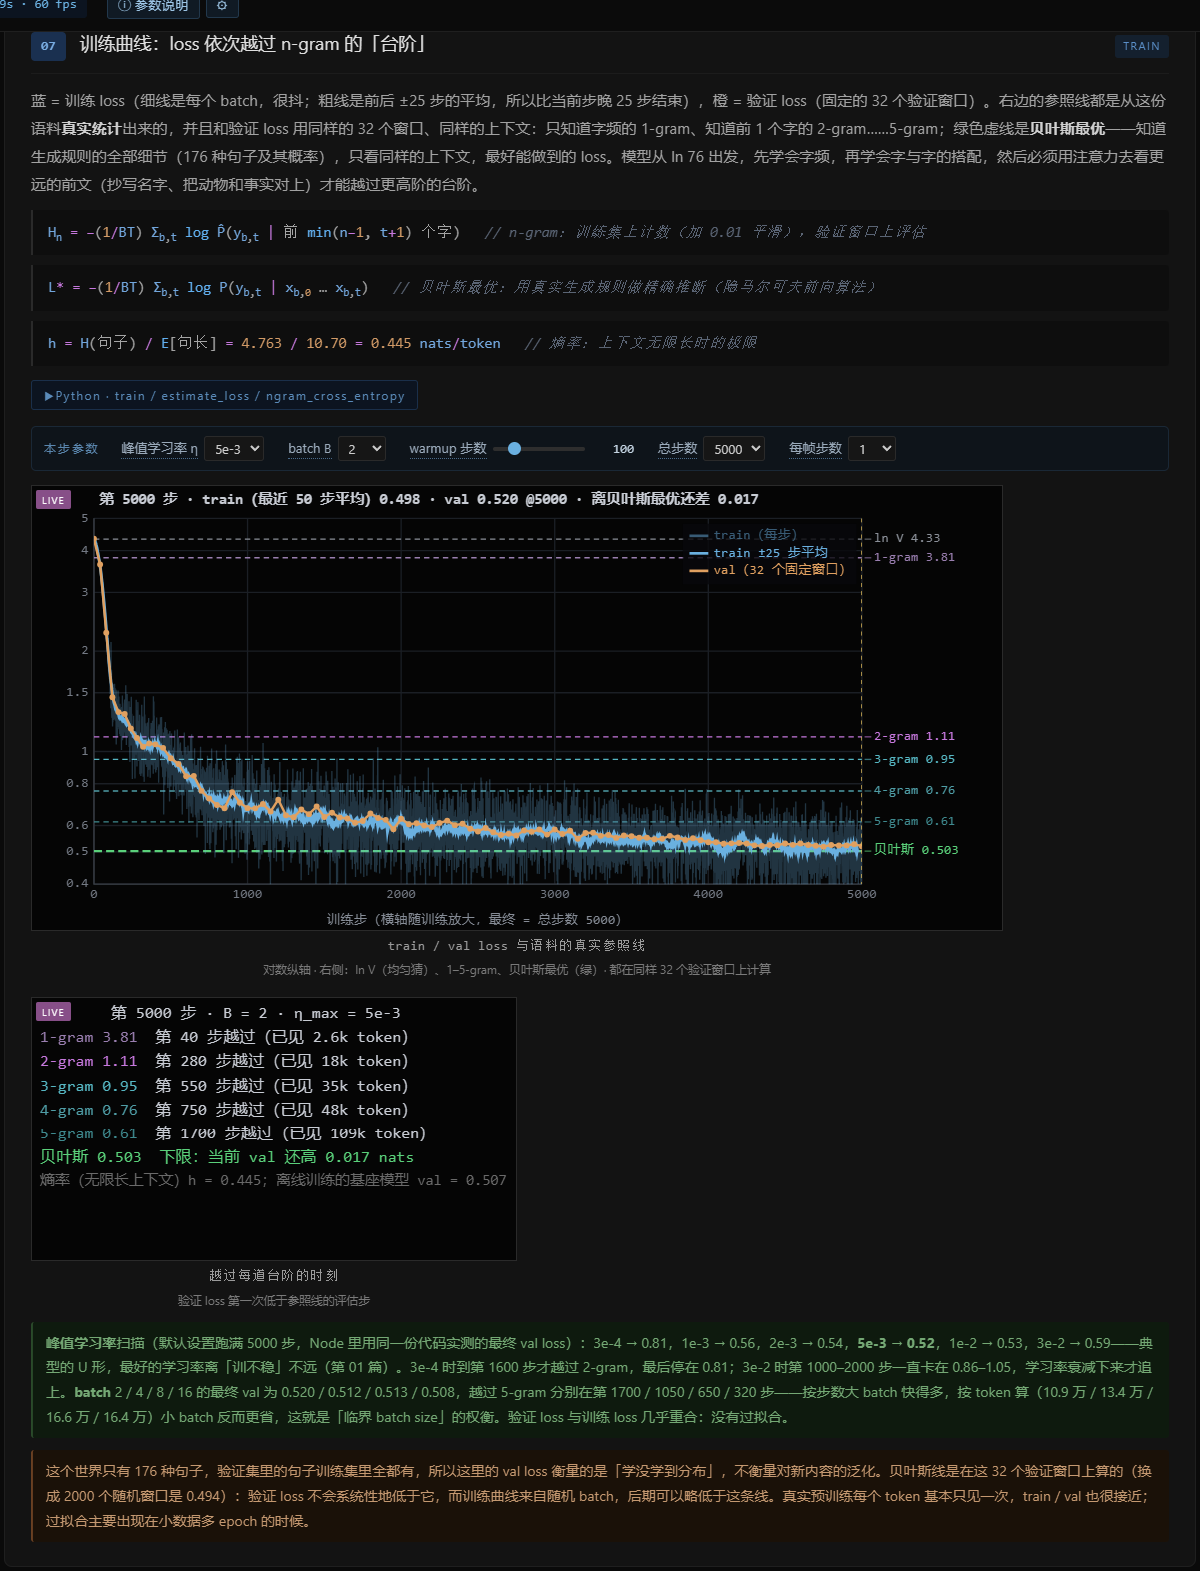 9s · 60 fps
ⓘ 参数说明
⚙
07
训练曲线：loss 依次越过 n-gram 的「台阶」
TRAIN
蓝 = 训练 loss（细线是每个 batch，很抖；粗线是前后 ±25 步的平均，所以比当前步晚 25 步结束），橙 = 验证 loss（固定的 32 个验证窗口）。右边的参照线都是从这份
语料真实统计出来的，并且和验证 loss 用同样的 32 个窗口、同样的上下文：只知道字频的 1-gram、知道前 1 个字的 2-gram……5-gram；绿色虚线是贝叶斯最优——知道
生成规则的全部细节（176 种句子及其概率），只看同样的上下文，最好能做到的 loss。模型从 ln 76 出发，先学会字频，再学会字与字的搭配，然后必须用注意力去看更
远的前文（抄写名字、把动物和事实对上）才能越过更高阶的台阶。
Hn = −(1/BT) Σb,t log P̂(yb,t | 前 min(n−1, t+1) 个字) // n-gram: 训练集上计数（加 0.01 平滑），验证窗口上评估
L* = −(1/BT) Σb,t log P(yb,t | xb,0 … xb,t) // 贝叶斯最优：用真实生成规则做精确推断（隐马尔可夫前向算法）
h = H(句子) / E[句长] = 4.763 / 10.70 = 0.445 nats/token // 熵率：上下文无限长时的极限
▶Python · train / estimate_loss / ngram_cross_entropy
本步参数 峰值学习率 η 5e-3 batch B 2 warmup 步数 100 总步数 5000 每帧步数 1
LIVE
第 5000 步 · train (最近 50 步平均) 0.498 · val 0.520 @5000 · 离贝叶斯最优还差 0.017
5
4
3
2
1.5
1
0.8
0.6
0.5
0.4
train (每步)
train ±25 步平均
val (32 个固定窗口)
ln V 4.33
1-gram 3.81
2-gram 1.11
3-gram 0.95
4-gram 0.76
5-gram 0.61
贝叶斯 0.503
0 1000 2000 3000 4000 5000
训练步 (横轴随训练放大，最终 = 总步数 5000)
train / val loss 与语料的真实参照线
对数纵轴 · 右侧：ln V（均匀猜）、1–5-gram、贝叶斯最优（绿）· 都在同样 32 个验证窗口上计算
LIVE
第 5000 步 · B = 2 · η_max = 5e-3
1-gram 3.81 第 40 步越过 (已见 2.6k token)
2-gram 1.11 第 280 步越过 (已见 18k token)
3-gram 0.95 第 550 步越过 (已见 35k token)
4-gram 0.76 第 750 步越过 (已见 48k token)
5-gram 0.61 第 1700 步越过 (已见 109k token)
贝叶斯 0.503 下限：当前 val 还高 0.017 nats
熵率 (无限长上下文) h = 0.445；离线训练的基座模型 val = 0.507
越过每道台阶的时刻
验证 loss 第一次低于参照线的评估步
峰值学习率扫描（默认设置跑满 5000 步，Node 里用同一份代码实测的最终 val loss）：3e-4 → 0.81，1e-3 → 0.56，2e-3 → 0.54，5e-3 → 0.52，1e-2 → 0.53，3e-2 → 0.59——典
型的 U 形，最好的学习率离「训不稳」不远（第 01 篇）。3e-4 时到第 1600 步才越过 2-gram，最后停在 0.81；3e-2 时第 1000–2000 步一直卡在 0.86–1.05，学习率衰减下来才追
上。batch 2 / 4 / 8 / 16 的最终 val 为 0.520 / 0.512 / 0.513 / 0.508，越过 5-gram 分别在第 1700 / 1050 / 650 / 320 步——按步数大 batch 快得多，按 token 算（10.9 万 / 13.4 万 /
16.6 万 / 16.4 万）小 batch 反而更省，这就是「临界 batch size」的权衡。验证 loss 与训练 loss 几乎重合：没有过拟合。
这个世界只有 176 种句子，验证集里的句子训练集里全都有，所以这里的 val loss 衡量的是「学没学到分布」，不衡量对新内容的泛化。贝叶斯线是在这 32 个验证窗口上算的（换
成 2000 个随机窗口是 0.494）：验证 loss 不会系统性地低于它，而训练曲线来自随机 batch，后期可以略低于这条线。真实预训练每个 token 基本只见一次，train / val 也很接近；
过拟合主要出现在小数据多 epoch 的时候。